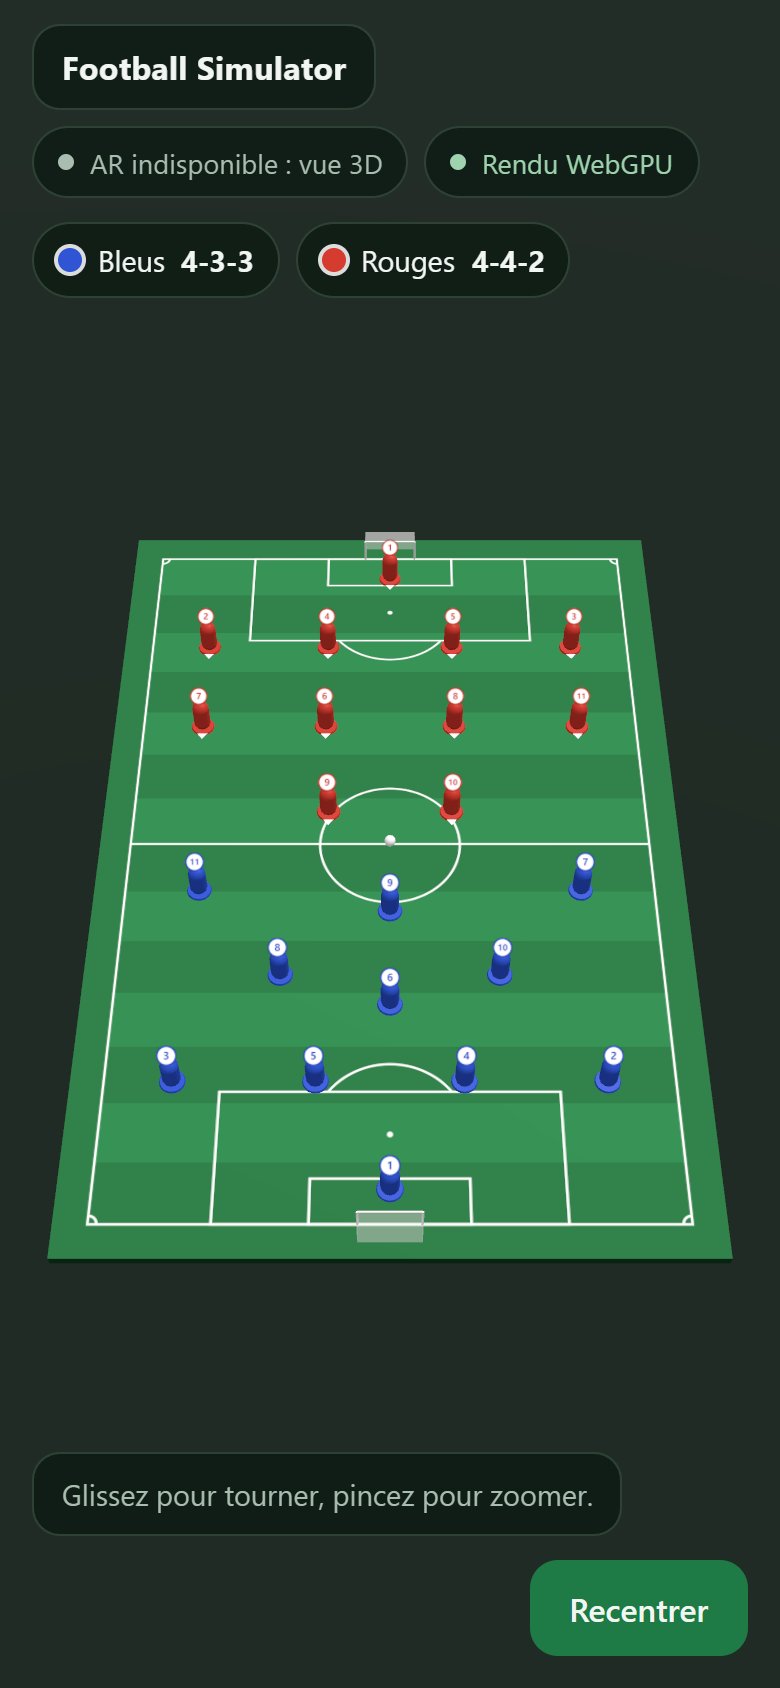 Football Simulator
AR indisponible : vue 3D
Rendu WebGPU
Bleus 4-3-3
Rouges 4-4-2
1
2 4 5 3
7 6 8 11
9 10
11 9 7
8 6 10
3 5 4 2
1
Glissez pour tourner, pincez pour zoomer.
Recentrer